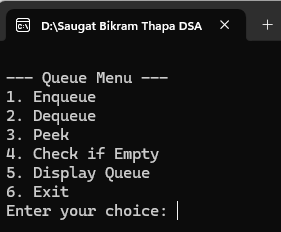 D:\Saugat Bikram Thapa DSA
--- Queue Menu ---
1. Enqueue
2. Dequeue
3. Peek
4. Check if Empty
5. Display Queue
6. Exit
Enter your choice: